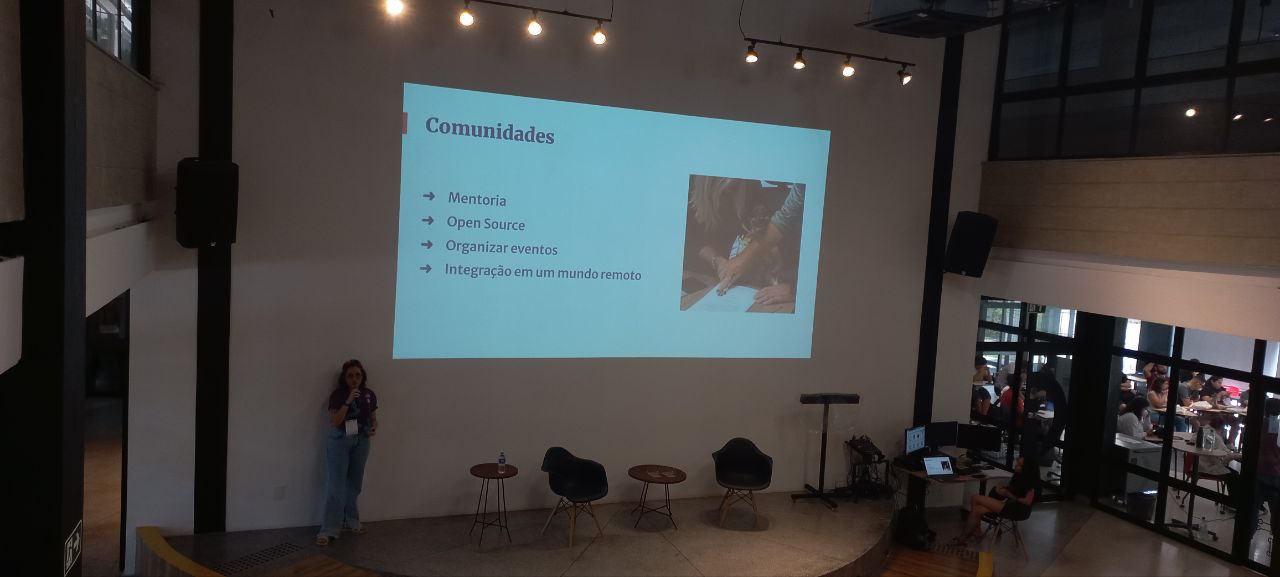 Comunidades
➜ Mentoria
➜ Open Source
➜ Organizar eventos
➜ Integração em um mundo remoto